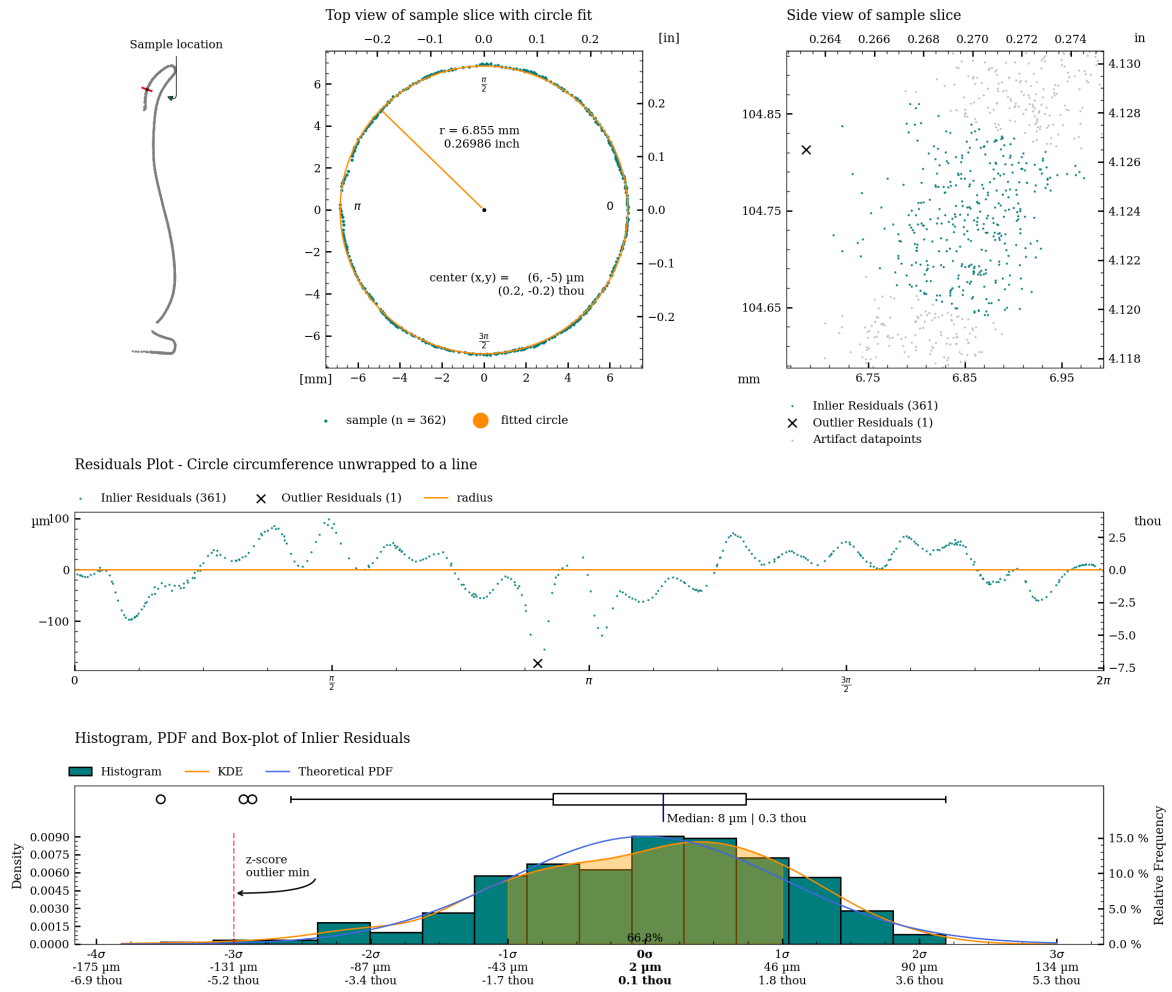 Top view of sample slice with circle fit
Side view of sample slice
Sample location
−0.2 −0.1 0.0 0.1 0.2 [in]
0.264 0.266 0.268 0.270 0.272 0.274 in
6
4
2
0
−2
−4
−6
π/2
r = 6.855 mm
0.26986 inch
π
0
center (x,y) = (6, -5) µm
(0.2, -0.2) thou
3π/2
0.2
0.1
0.0
−0.1
−0.2
[mm] −6 −4 −2 0 2 4 6
104.85
104.75
104.65
4.130
4.128
4.126
4.124
4.122
4.120
4.118
mm 6.75 6.85 6.95
sample (n = 362) fitted circle
Inlier Residuals (361)
Outlier Residuals (1)
Artifact datapoints
Residuals Plot - Circle circumference unwrapped to a line
Inlier Residuals (361) Outlier Residuals (1) radius
µm
100
0
−100
thou
2.5
0.0
−2.5
−5.0
−7.5
0 π/2 π 3π/2 2π
Histogram, PDF and Box-plot of Inlier Residuals
Histogram KDE Theoretical PDF
Median: 8 µm | 0.3 thou
z-score
outlier min
Density
0.0090
0.0075
0.0060
0.0045
0.0030
0.0015
0.0000
Relative Frequency
15.0 %
10.0 %
5.0 %
0.0 %
66.8%
-4σ -3σ -2σ -1σ 0σ 1σ 2σ 3σ
-175 µm -131 µm -87 µm -43 µm 2 µm 46 µm 90 µm 134 µm
-6.9 thou -5.2 thou -3.4 thou -1.7 thou 0.1 thou 1.8 thou 3.6 thou 5.3 thou